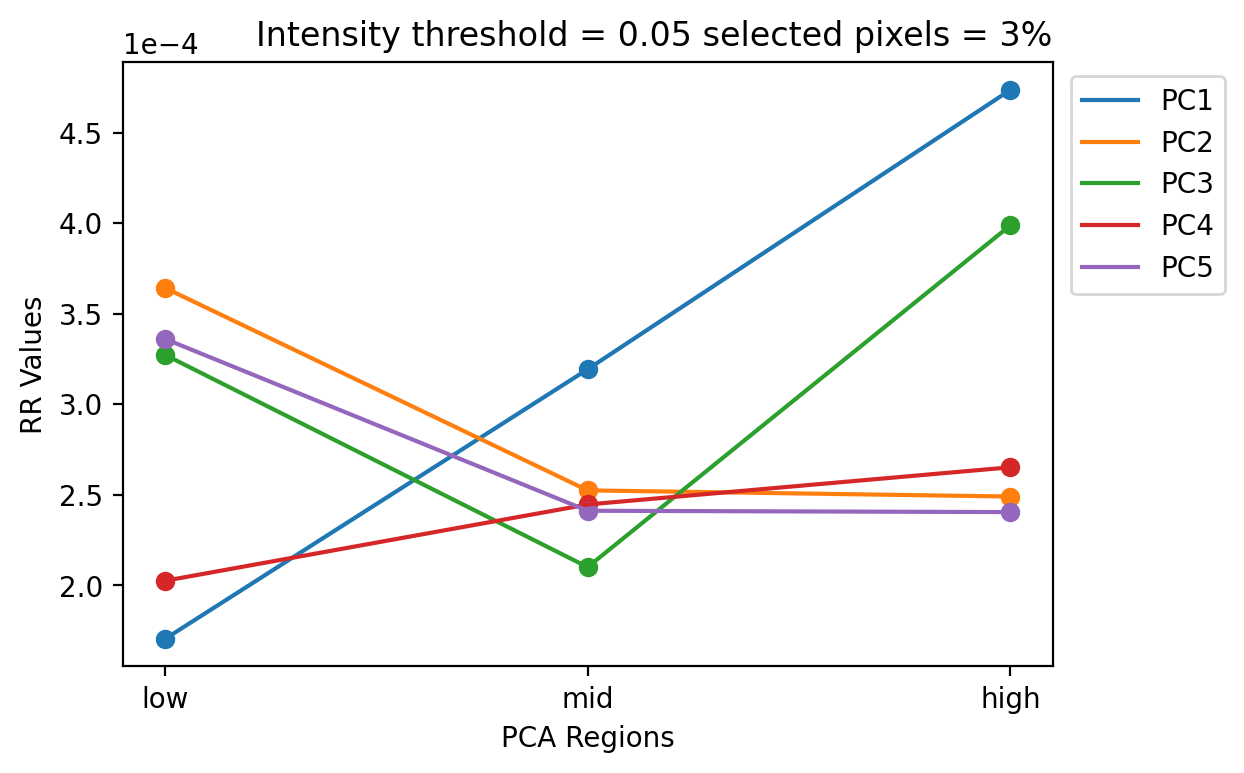 Intensity threshold = 0.05 selected pixels = 3%
1e−4
4.5
4.0
3.5
3.0
2.5
2.0
RR Values
low
mid
high
PCA Regions
PC1
PC2
PC3
PC4
PC5